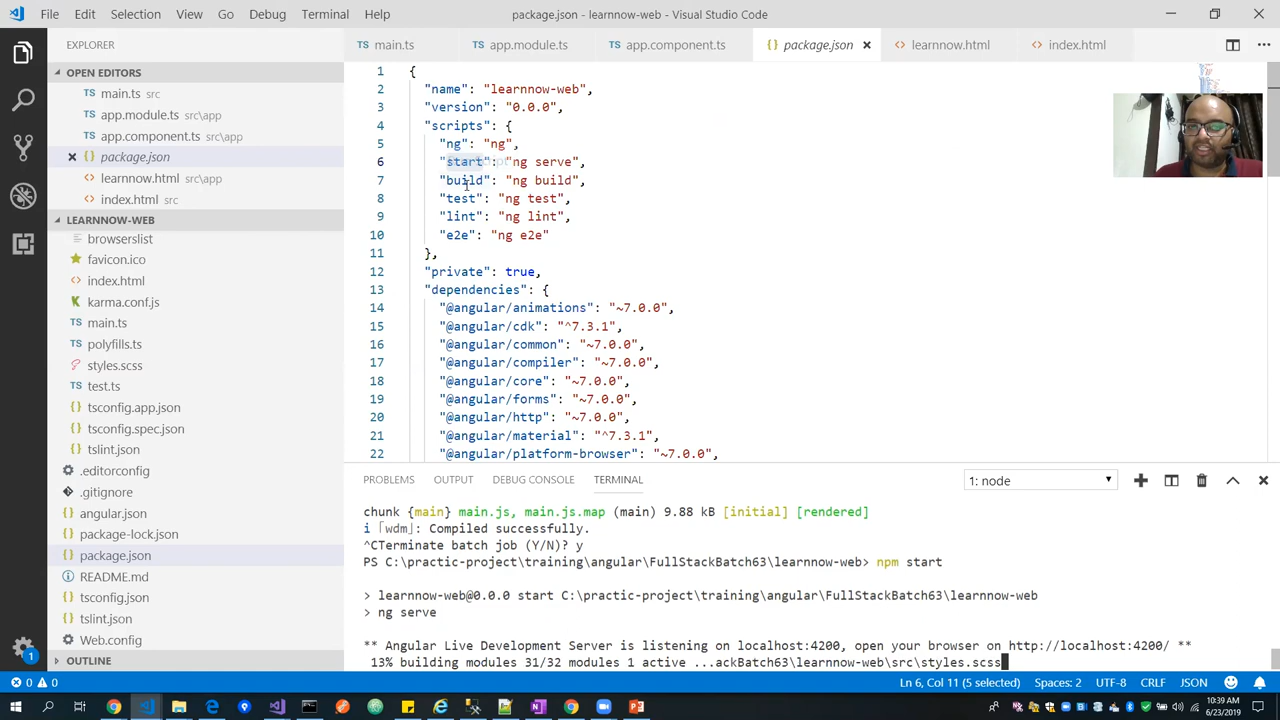 File Edit Selection View Go Debug Terminal Help
package.json - learnnow-web - Visual Studio Code
EXPLORER
OPEN EDITORS
TS main.ts src
TS app.module.ts src\app
TS app.component.ts src\app
{} package.json
<> learnnow.html src\app
<> index.html src
LEARNNOW-WEB
browserslist
favicon.ico
<> index.html
karma.conf.js
TS main.ts
TS polyfills.ts
styles.scss
TS test.ts
{} tsconfig.app.json
{} tsconfig.spec.json
{} tslint.json
.editorconfig
.gitignore
{} angular.json
{} package-lock.json
{} package.json
README.md
{} tsconfig.json
{} tslint.json
Web.config
OUTLINE
TS main.ts
TS app.module.ts
TS app.component.ts
{} package.json
<> learnnow.html
<> index.html
1 {
2 "name": "learnnow-web",
3 "version": "0.0.0",
4 "scripts": {
5 "ng": "ng",
6 "start": "ng serve",
7 "build": "ng build",
8 "test": "ng test",
9 "lint": "ng lint",
10 "e2e": "ng e2e"
11 },
12 "private": true,
13 "dependencies": {
14 "@angular/animations": "~7.0.0",
15 "@angular/cdk": "^7.3.1",
16 "@angular/common": "~7.0.0",
17 "@angular/compiler": "~7.0.0",
18 "@angular/core": "~7.0.0",
19 "@angular/forms": "~7.0.0",
20 "@angular/http": "~7.0.0",
21 "@angular/material": "^7.3.1",
22 "@angular/platform-browser": "~7.0.0",
PROBLEMS OUTPUT DEBUG CONSOLE TERMINAL
1: node
chunk {main} main.js, main.js.map (main) 9.88 kB [initial] [rendered]
i ｢wdm｣: Compiled successfully.
^CTerminate batch job (Y/N)? y
PS C:\practic-project\training\angular\FullStackBatch63\learnnow-web> npm start
> learnnow-web@0.0.0 start C:\practic-project\training\angular\FullStackBatch63\learnnow-web
> ng serve
** Angular Live Development Server is listening on localhost:4200, open your browser on http://localhost:4200/ **
13% building modules 31/32 modules 1 active ...ackBatch63\learnnow-web\src\styles.scss
1
0 0
Ln 6, Col 11 (5 selected) Spaces: 2 UTF-8 CRLF JSON
1
10:39 AM
6/23/2019